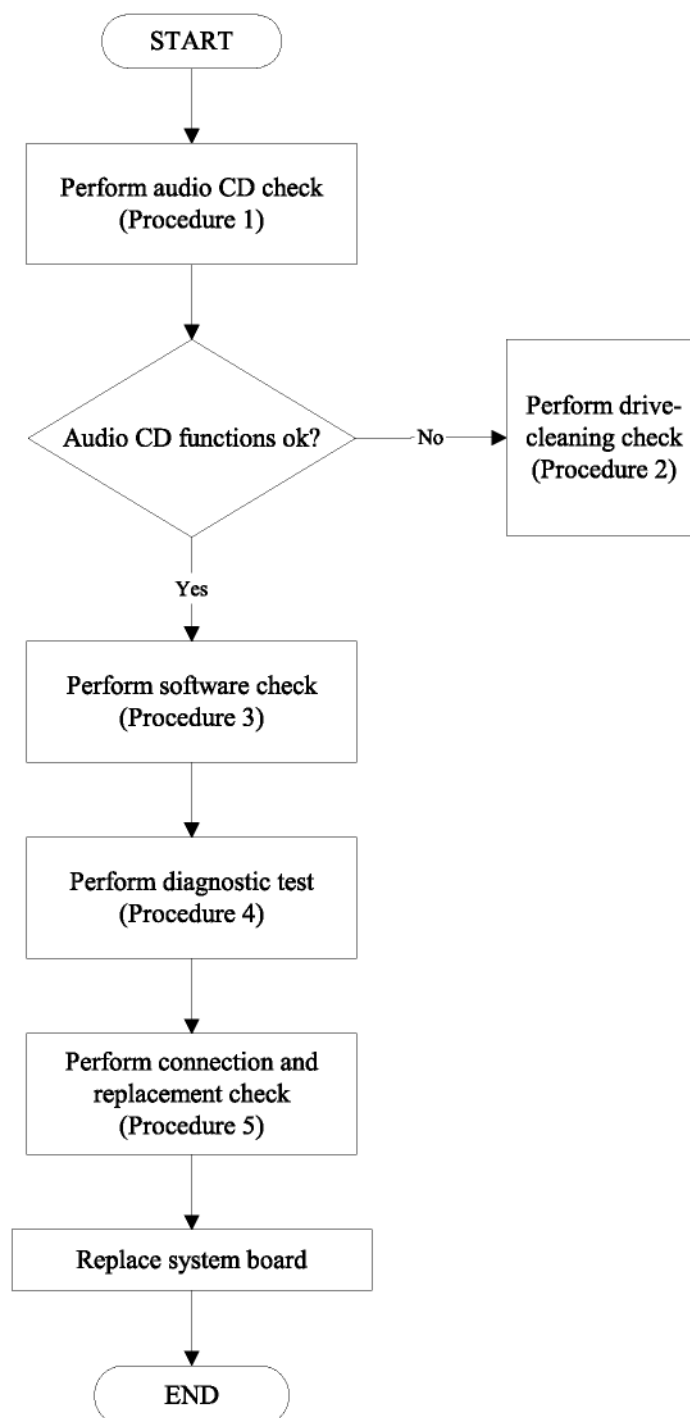 START
Perform audio CD check
(Procedure 1)
Audio CD functions ok?
No
Perform drive-
cleaning check
(Procedure 2)
Yes
Perform software check
(Procedure 3)
Perform diagnostic test
(Procedure 4)
Perform connection and
replacement check
(Procedure 5)
Replace system board
END